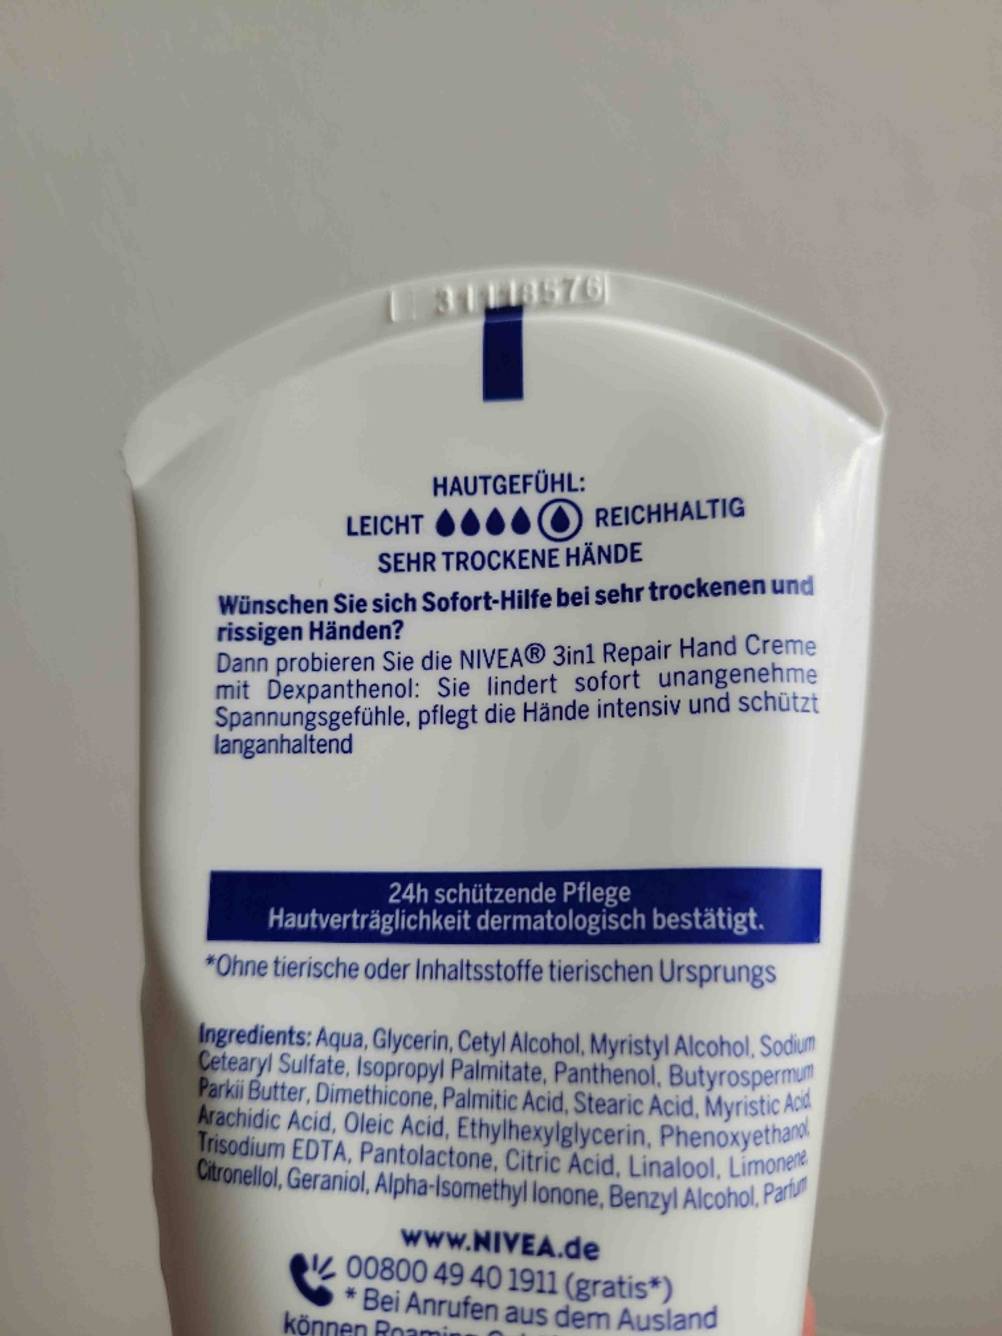 HAUTGEFÜHL:
LEICHT REICHHALTIG
SEHR TROCKENE HÄNDE
Wünschen Sie sich Sofort-Hilfe bei sehr trockenen und
rissigen Händen?
Dann probieren Sie die NIVEA® 3in1 Repair Hand Creme
mit Dexpanthenol: Sie lindert sofort unangenehme
Spannungsgefühle, pflegt die Hände intensiv und schützt
langanhaltend
24h schützende Pflege
Hautverträglichkeit dermatologisch bestätigt.
*Ohne tierische oder Inhaltsstoffe tierischen Ursprungs
Ingredients: Aqua, Glycerin, Cetyl Alcohol, Myristyl Alcohol, Sodium
Cetearyl Sulfate, Isopropyl Palmitate, Panthenol, Butyrospermum
Parkii Butter, Dimethicone, Palmitic Acid, Stearic Acid, Myristic Acid,
Arachidic Acid, Oleic Acid, Ethylhexylglycerin, Phenoxyethanol,
Trisodium EDTA, Pantolactone, Citric Acid, Linalool, Limonene,
Citronellol, Geraniol, Alpha-Isomethyl Ionone, Benzyl Alcohol, Parfum
www.NIVEA.de
00800 49 40 1911 (gratis*)
* Bei Anrufen aus dem Ausland
können